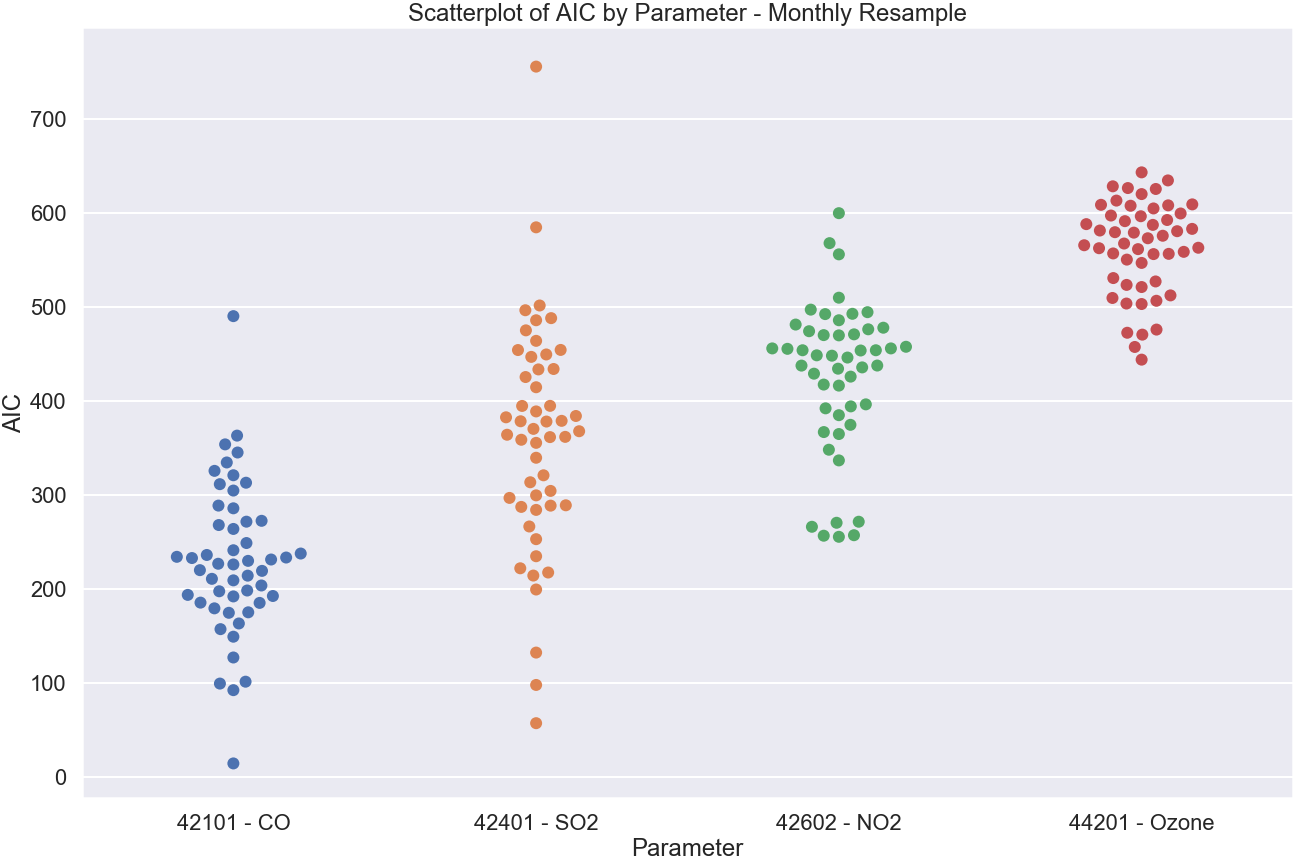 Scatterplot of AIC by Parameter - Monthly Resample
AIC
700
600
500
400
300
200
100
0
42101 - CO
42401 - SO2
42602 - NO2
44201 - Ozone
Parameter